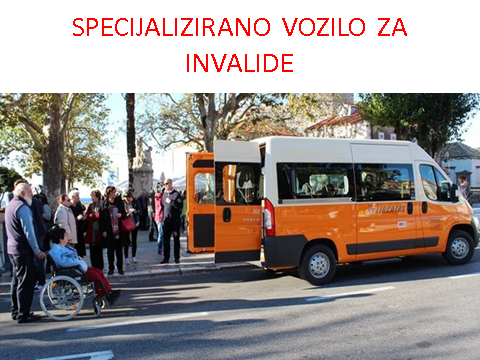 SPECIJALIZIRANO VOZILO ZA
INVALIDE